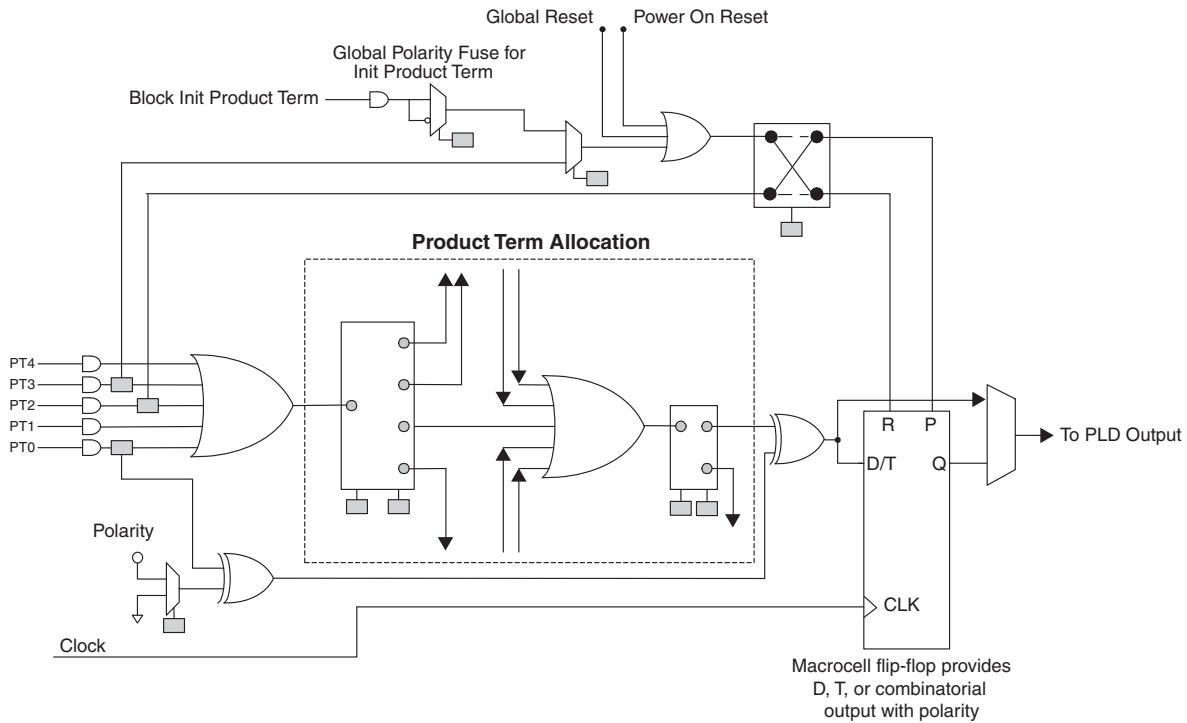 Global Reset
Power On Reset
Global Polarity Fuse for
Init Product Term
Block Init Product Term
Product Term Allocation
PT4
PT3
PT2
PT1
PT0
R
P
To PLD Output
D/T
Q
Polarity
CLK
Clock
Macrocell flip-flop provides
D, T, or combinatorial
output with polarity